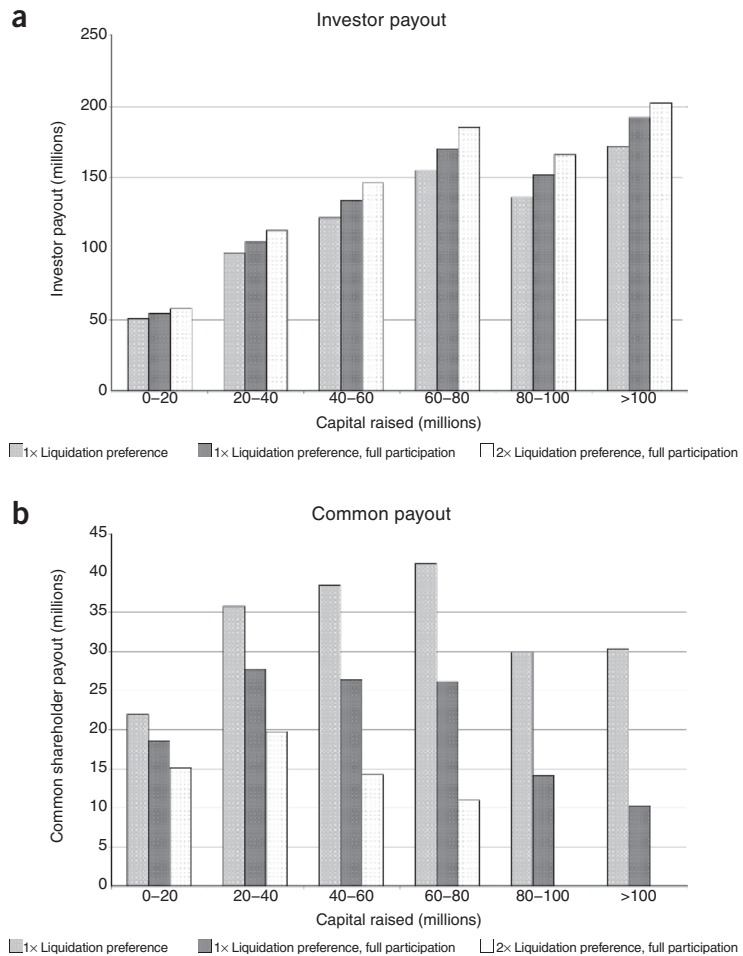 a
Investor payout
Investor payout (millions)
250
200
150
100
50
0
0–20 20–40 40–60 60–80 80–100 >100
Capital raised (millions)
1× Liquidation preference 1× Liquidation preference, full participation 2× Liquidation preference, full participation
b
Common payout
Common shareholder payout (millions)
45
40
35
30
25
20
15
10
5
0
0–20 20–40 40–60 60–80 80–100 >100
Capital raised (millions)
1× Liquidation preference 1× Liquidation preference, full participation 2× Liquidation preference, full participation